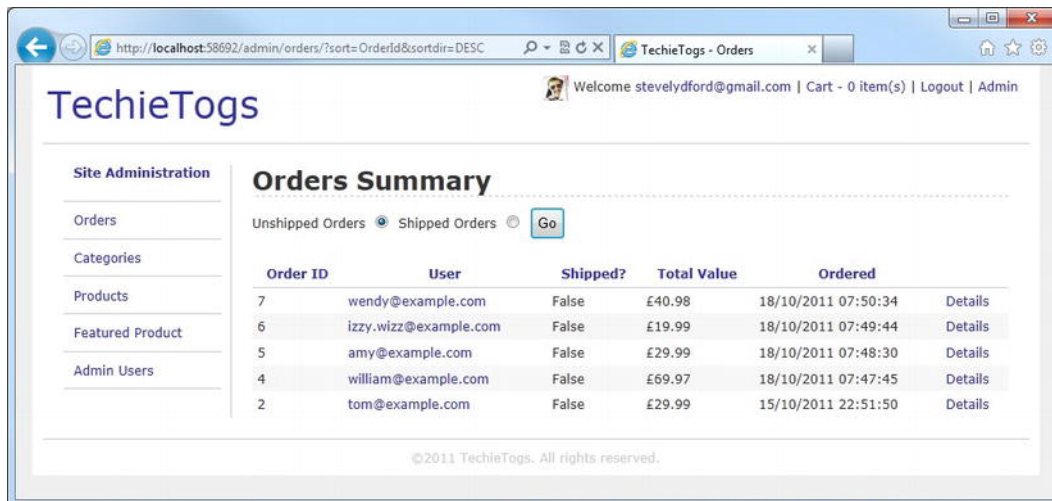 http://localhost:58692/admin/orders/?sort=OrderId&sortdir=DESC
TechieTogs - Orders
Welcome stevelydford@gmail.com | Cart - 0 item(s) | Logout | Admin
TechieTogs
Site Administration
Orders
Categories
Products
Featured Product
Admin Users
Orders Summary
Unshipped Orders Shipped Orders Go
Order ID User Shipped? Total Value Ordered
7 wendy@example.com False £40.98 18/10/2011 07:50:34 Details
6 izzy.wizz@example.com False £19.99 18/10/2011 07:49:44 Details
5 amy@example.com False £29.99 18/10/2011 07:48:30 Details
4 william@example.com False £69.97 18/10/2011 07:47:45 Details
2 tom@example.com False £29.99 15/10/2011 22:51:50 Details
©2011 TechieTogs. All rights reserved.